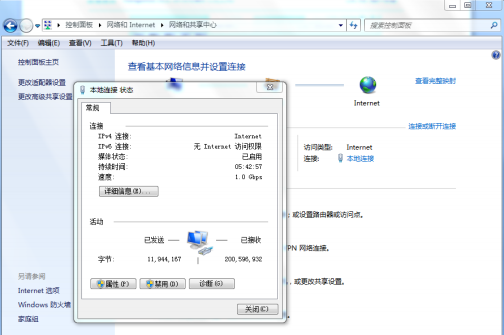 控制面板 ▸ 网络和 Internet ▸ 网络和共享中心
搜索控制面板
文件(F) 编辑(E) 查看(V) 工具(T) 帮助(H)
控制面板主页
更改适配器设置
更改高级共享设置
查看基本网络信息并设置连接
查看完整映射
Internet
连接或断开连接
访问类型: Internet
连接: 本地连接
本地连接 状态
常规
连接
IPv4 连接: Internet
IPv6 连接: 无 Internet 访问权限
媒体状态: 已启用
持续时间: 05:42:57
速度: 1.0 Gbps
详细信息(E)...
活动
已发送 — — 已接收
字节: 11,944,167 | 200,596,932
属性(P) 禁用(D) 诊断(G)
关闭(C)
；或设置路由器或访问点。
PN 网络连接。
，或更改共享设置。
另请参阅
Internet 选项
Windows 防火墙
家庭组